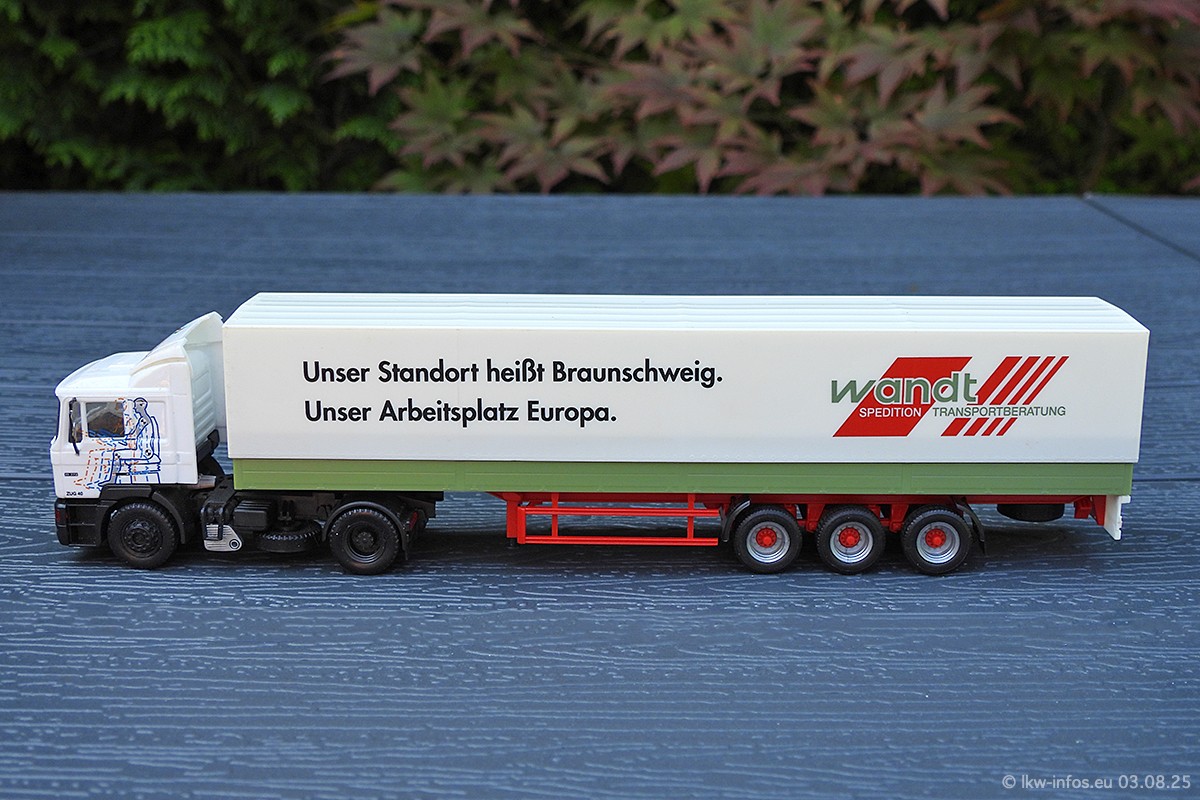 Unser Standort heißt Braunschweig.
Unser Arbeitsplatz Europa.
wandt
SPEDITION TRANSPORTBERATUNG
ZUG 40
© lkw-infos.eu 03.08.25